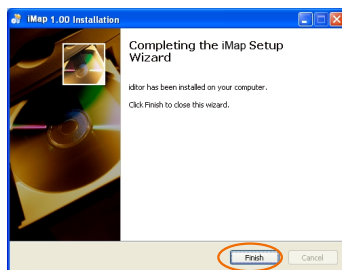 iMap 1.00 Installation
Completing the iMap Setup
Wizard
iditor has been installed on your computer.
Click Finish to close this wizard.
Finish
Cancel